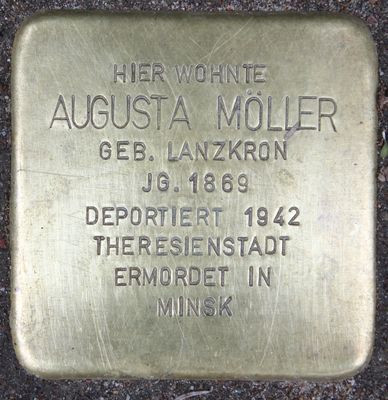 HIER WOHNTE
AUGUSTA MÖLLER
GEB. LANZKRON
JG. 1869
DEPORTIERT 1942
THERESIENSTADT
ERMORDET IN
MINSK